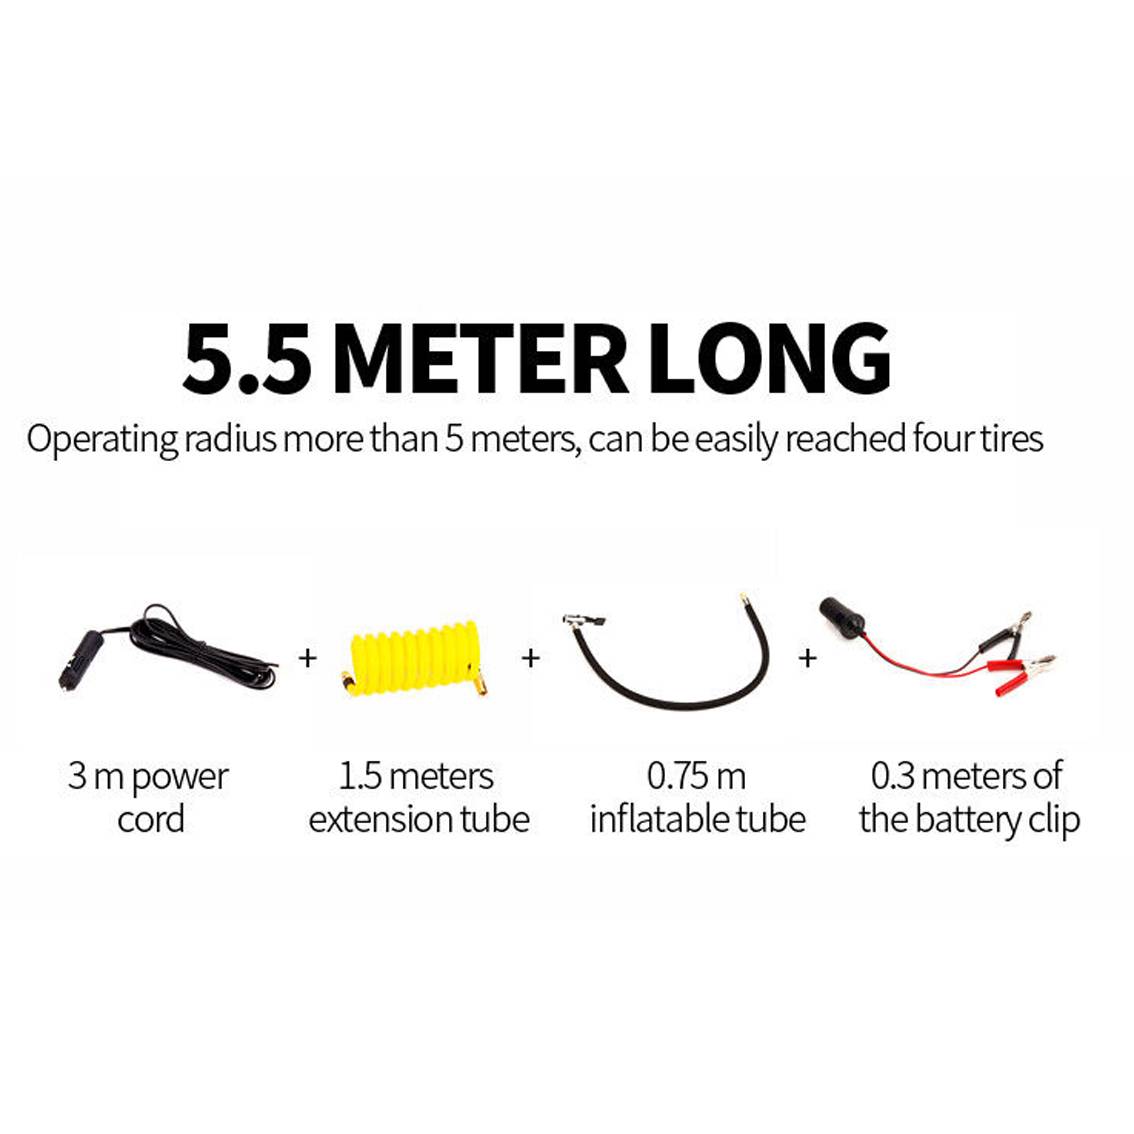 5.5 METER LONG
Operating radius more than 5 meters, can be easily reached four tires
+ + +
3 m power
cord
1.5 meters
extension tube
0.75 m
inflatable tube
0.3 meters of
the battery clip